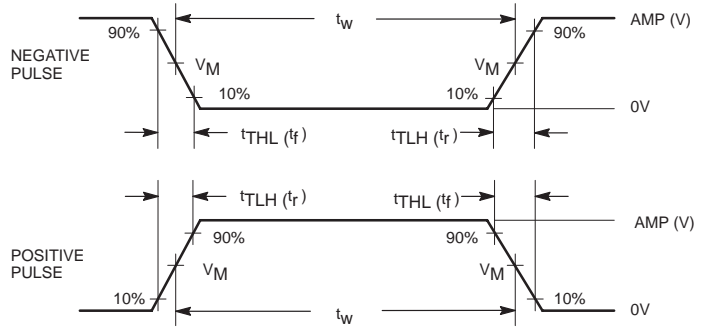 90%
tw
90%
AMP (V)
NEGATIVE
PULSE
VM
VM
10%
10%
0V
tTHL (tf)
tTLH (tr)
tTLH (tr)
tTHL (tf)
AMP (V)
90%
90%
POSITIVE
PULSE
VM
VM
10%
10%
tw
0V